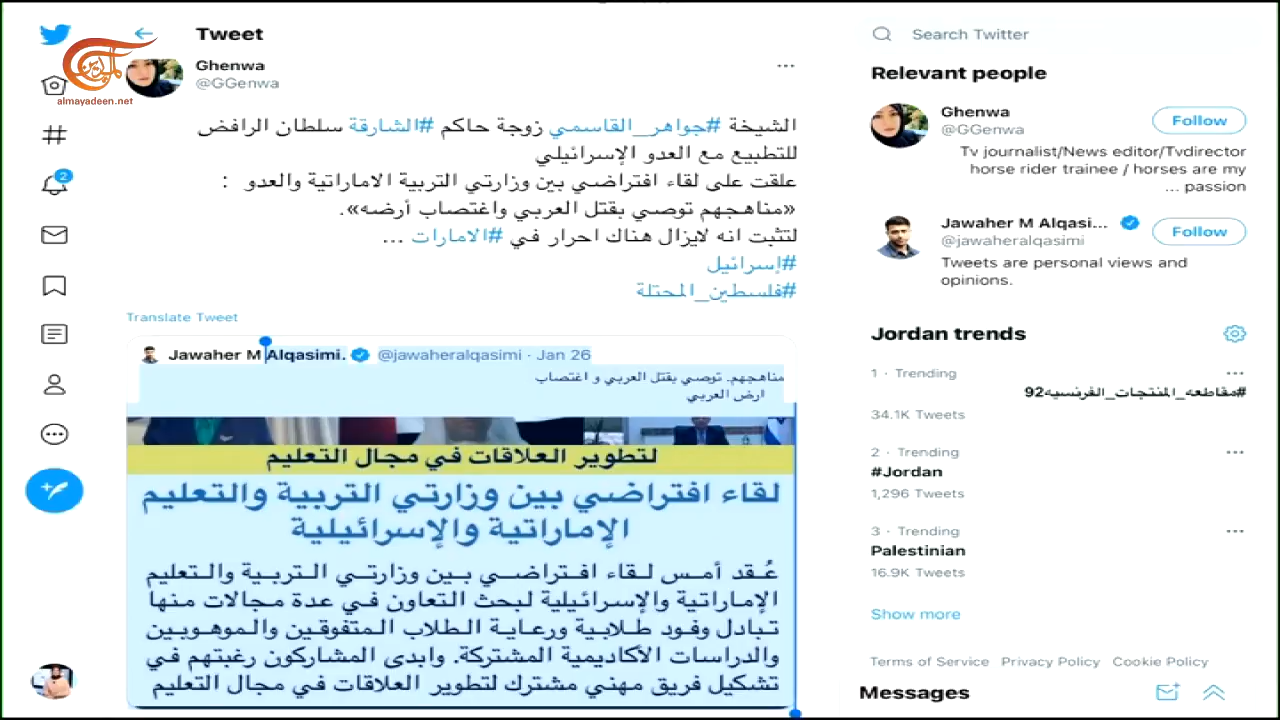 Tweet
Ghenwa
@GGenwa
الشيخة #جواهر_القاسمي زوجة حاكم #الشارقة سلطان الرافض
للتطبيع مع العدو الإسرائيلي
علقت على لقاء افتراضي بين وزارتي التربية الاماراتية والعدو :
«مناهجهم توصي بقتل العربي واغتصاب أرضه».
لتثبت انه لايزال هناك احرار في #الامارات ...
#إسرائيل
#فلسطين_المحتلة
Translate Tweet
Jawaher M Alqasimi. @jawaheralqasimi · Jan 26
مناهجهم. توصي بقتل العربي و اغتصاب
ارض العربي
لتطوير العلاقات في مجال التعليم
لقاء افتراضي بين وزارتي التربية والتعليم
الإماراتية والإسرائيلية
عُقد أمس لقاء افتراضي بين وزارتي التربية والتعليم
الإماراتية والإسرائيلية لبحث التعاون في عدة مجالات منها
تبادل وفود طلابية ورعاية الطلاب المتفوقين والموهوبين
والدراسات الأكاديمية المشتركة. وابدى المشاركون رغبتهم في
تشكيل فريق مهني مشترك لتطوير العلاقات في مجال التعليم
الميادين
almayadeen.net
2
Search Twitter
Relevant people
Ghenwa
@GGenwa
Follow
Tv journalist/News editor/Tvdirector
horse rider trainee / horses are my
... passion
Jawaher M Alqasi...
@jawaheralqasimi
Follow
Tweets are personal views and
opinions.
Jordan trends
1 · Trending
#مقاطعه_المنتجات_الفرنسيه92
34.1K Tweets
2 · Trending
#Jordan
1,296 Tweets
3 · Trending
Palestinian
16.9K Tweets
Show more
Terms of Service Privacy Policy Cookie Policy
Messages